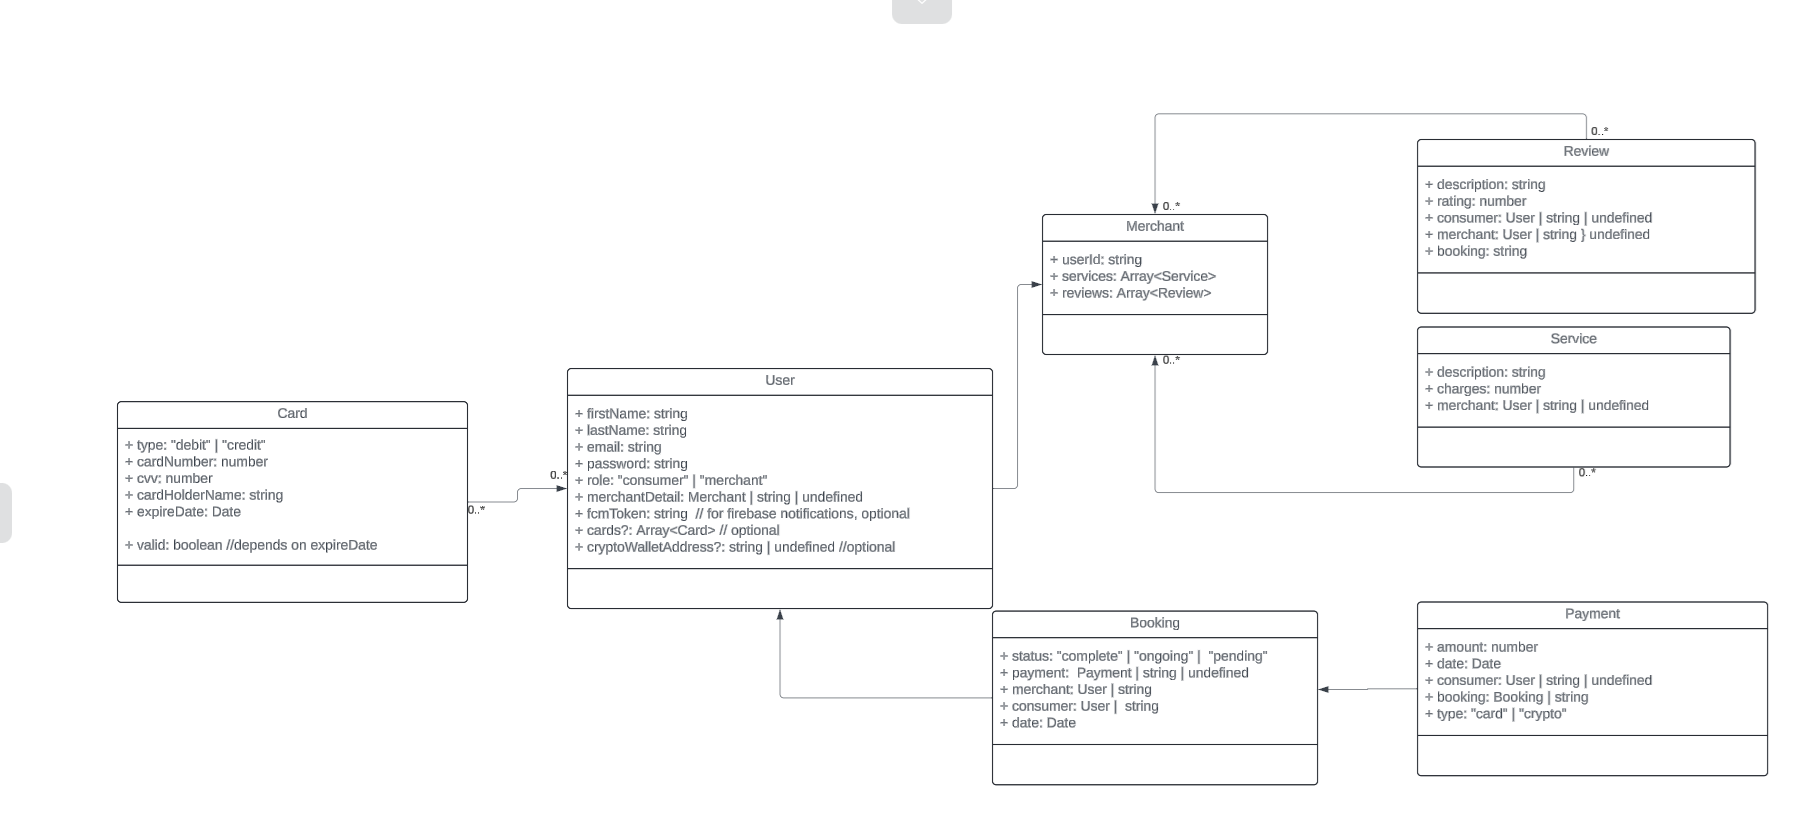 0..*
Review
+ description: string
+ rating: number
+ consumer: User | string | undefined
+ merchant: User | string } undefined
+ booking: string
0..*
Merchant
+ userId: string
+ services: Array<Service>
+ reviews: Array<Review>
0..*
Service
+ description: string
+ charges: number
+ merchant: User | string | undefined
0..*
User
+ firstName: string
+ lastName: string
+ email: string
+ password: string
+ role: "consumer" | "merchant"
+ merchantDetail: Merchant | string | undefined
+ fcmToken: string  // for firebase notifications, optional
+ cards?: Array<Card> // optional
+ cryptoWalletAddress?: string | undefined //optional
Card
+ type: "debit" | "credit"
+ cardNumber: number
+ cvv: number
+ cardHolderName: string
+ expireDate: Date
+ valid: boolean //depends on expireDate
0..*
0..*
Booking
+ status: "complete" | "ongoing" |  "pending"
+ payment:  Payment | string | undefined
+ merchant: User | string
+ consumer: User |  string
+ date: Date
Payment
+ amount: number
+ date: Date
+ consumer: User | string | undefined
+ booking: Booking | string
+ type: "card" | "crypto"